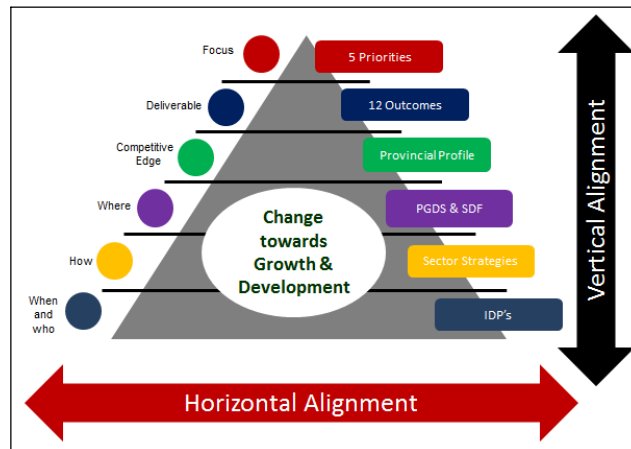 Focus
5 Priorities
Deliverable
12 Outcomes
Competitive
Edge
Provincial Profile
Where
PGDS & SDF
Change
towards
Growth &
Development
How
Sector Strategies
When
and
who
IDP's
Vertical Alignment
Horizontal Alignment